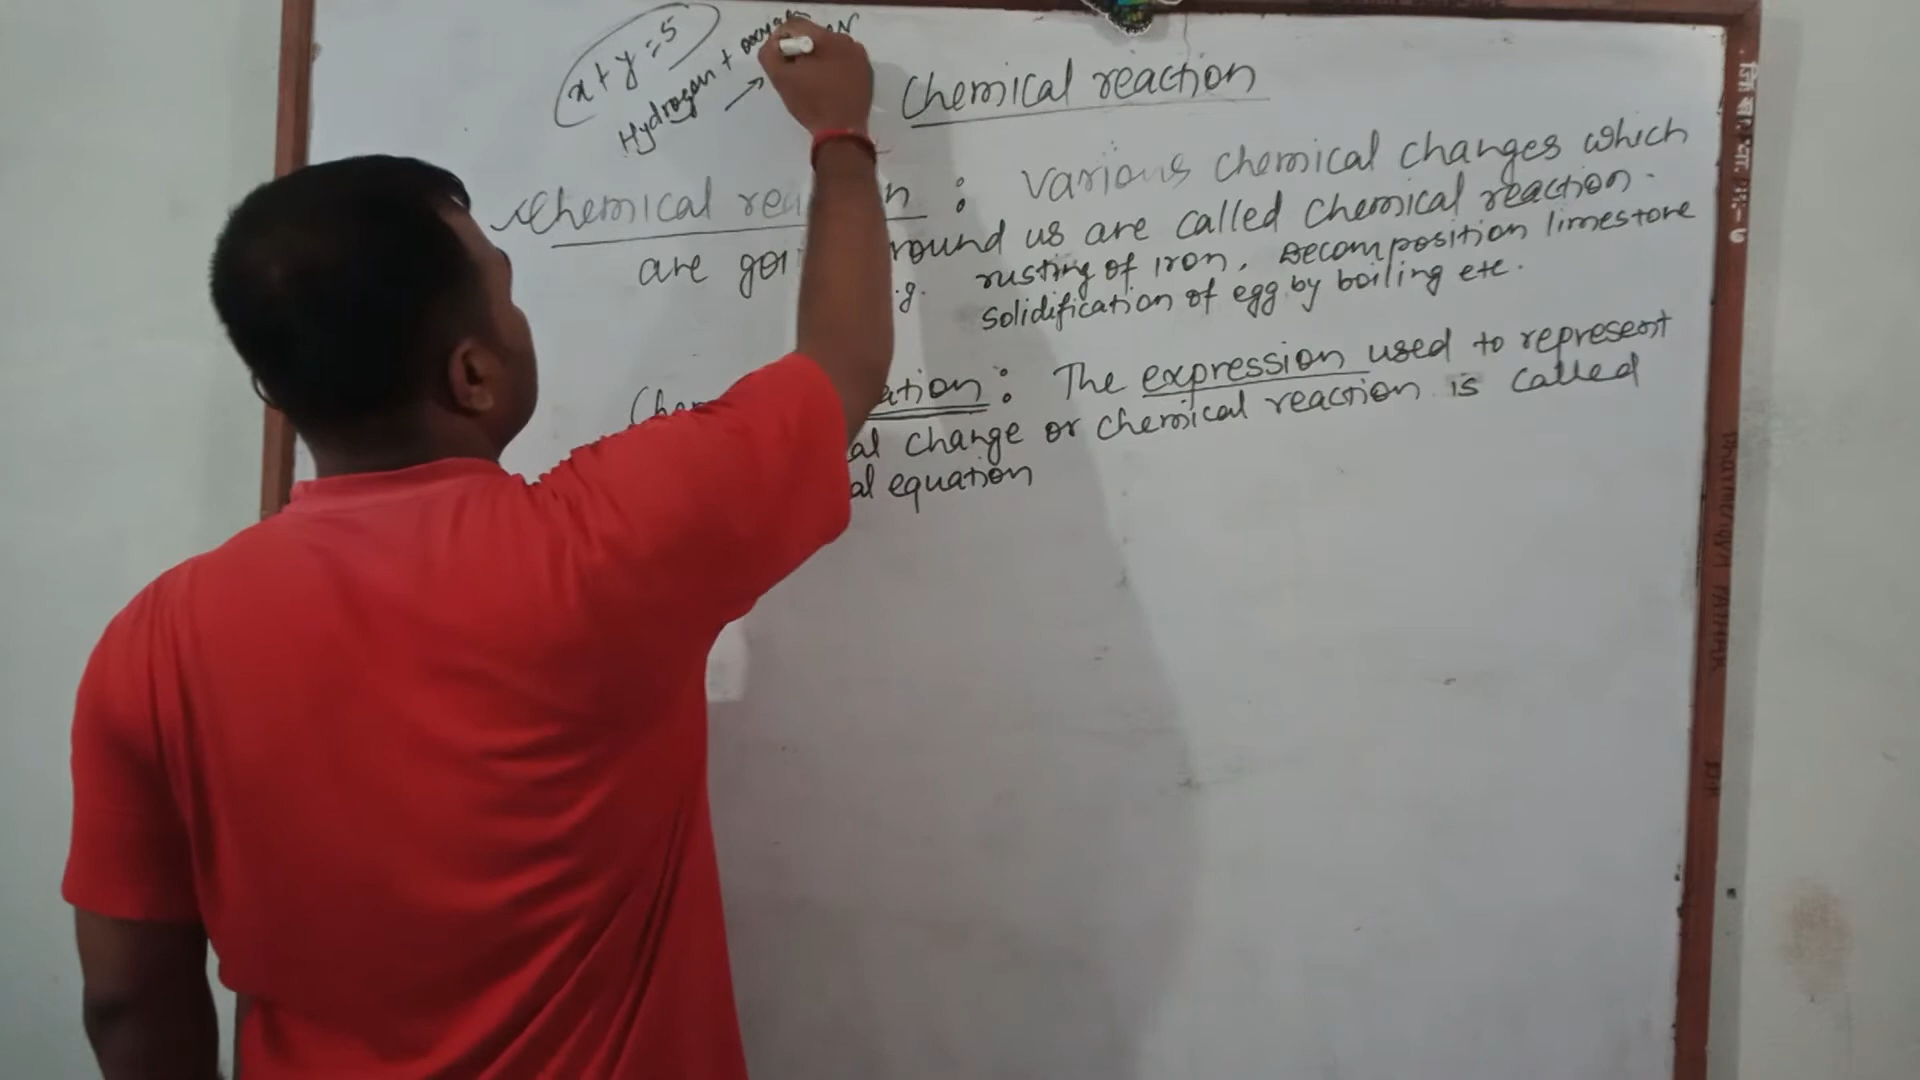 x + y = 5
Hydrogen +
→
Chemical reaction
Chemical rea n : Various chemical changes which
are goi round us are called chemical reaction.
.g. rusting of iron, Decomposition limestone
solidification of egg by boiling etc.
Chem ation : The expression used to represent
al change or chemical reaction is called
al equation